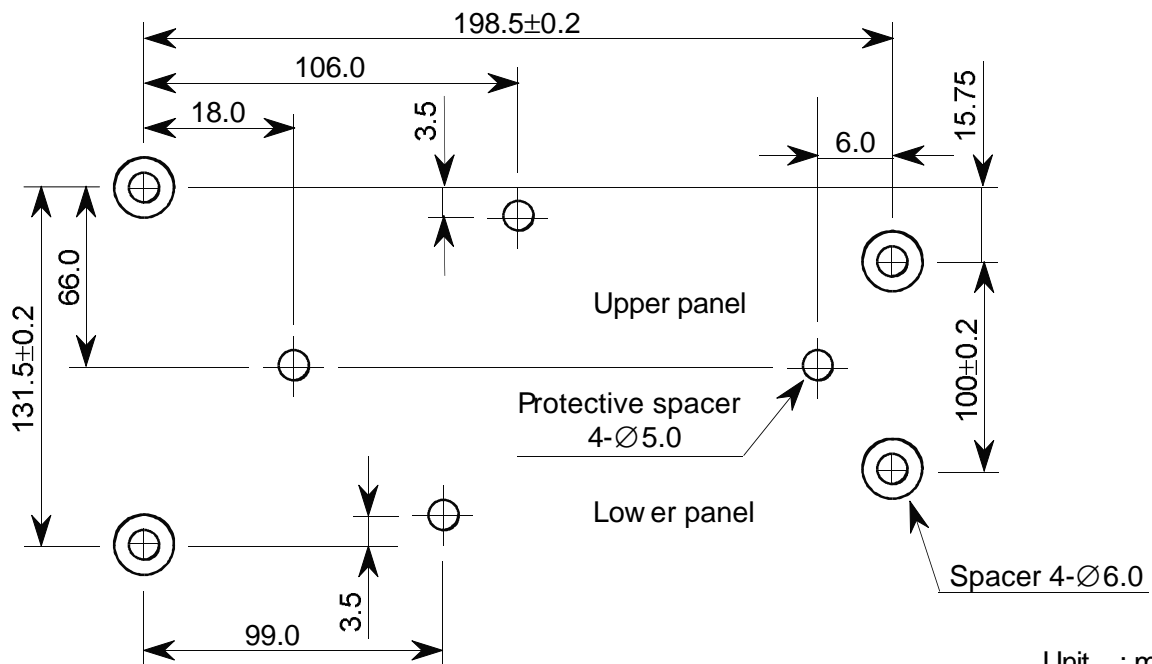 198.5±0.2
106.0
18.0
3.5
6.0
15.75
66.0
131.5±0.2
Upper panel
100±0.2
Protective spacer
4-∅5.0
Lower panel
Spacer 4-∅6.0
3.5
99.0
Unit : m